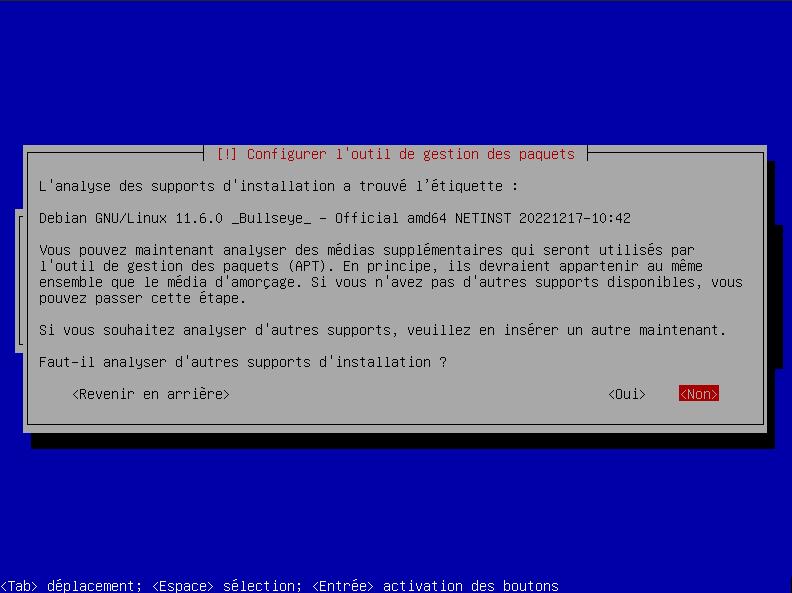 [!] Configurer l'outil de gestion des paquets
L'analyse des supports d'installation a trouvé l’étiquette :
Debian GNU/Linux 11.6.0 _Bullseye_ - Official amd64 NETINST 20221217-10:42
Vous pouvez maintenant analyser des médias supplémentaires qui seront utilisés par
l'outil de gestion des paquets (APT). En principe, ils devraient appartenir au même
ensemble que le média d'amorçage. Si vous n'avez pas d'autres supports disponibles, vous
pouvez passer cette étape.
Si vous souhaitez analyser d'autres supports, veuillez en insérer un autre maintenant.
Faut-il analyser d'autres supports d'installation ?
<Revenir en arrière> <Oui> <Non>
<Tab> déplacement; <Espace> sélection; <Entrée> activation des boutons